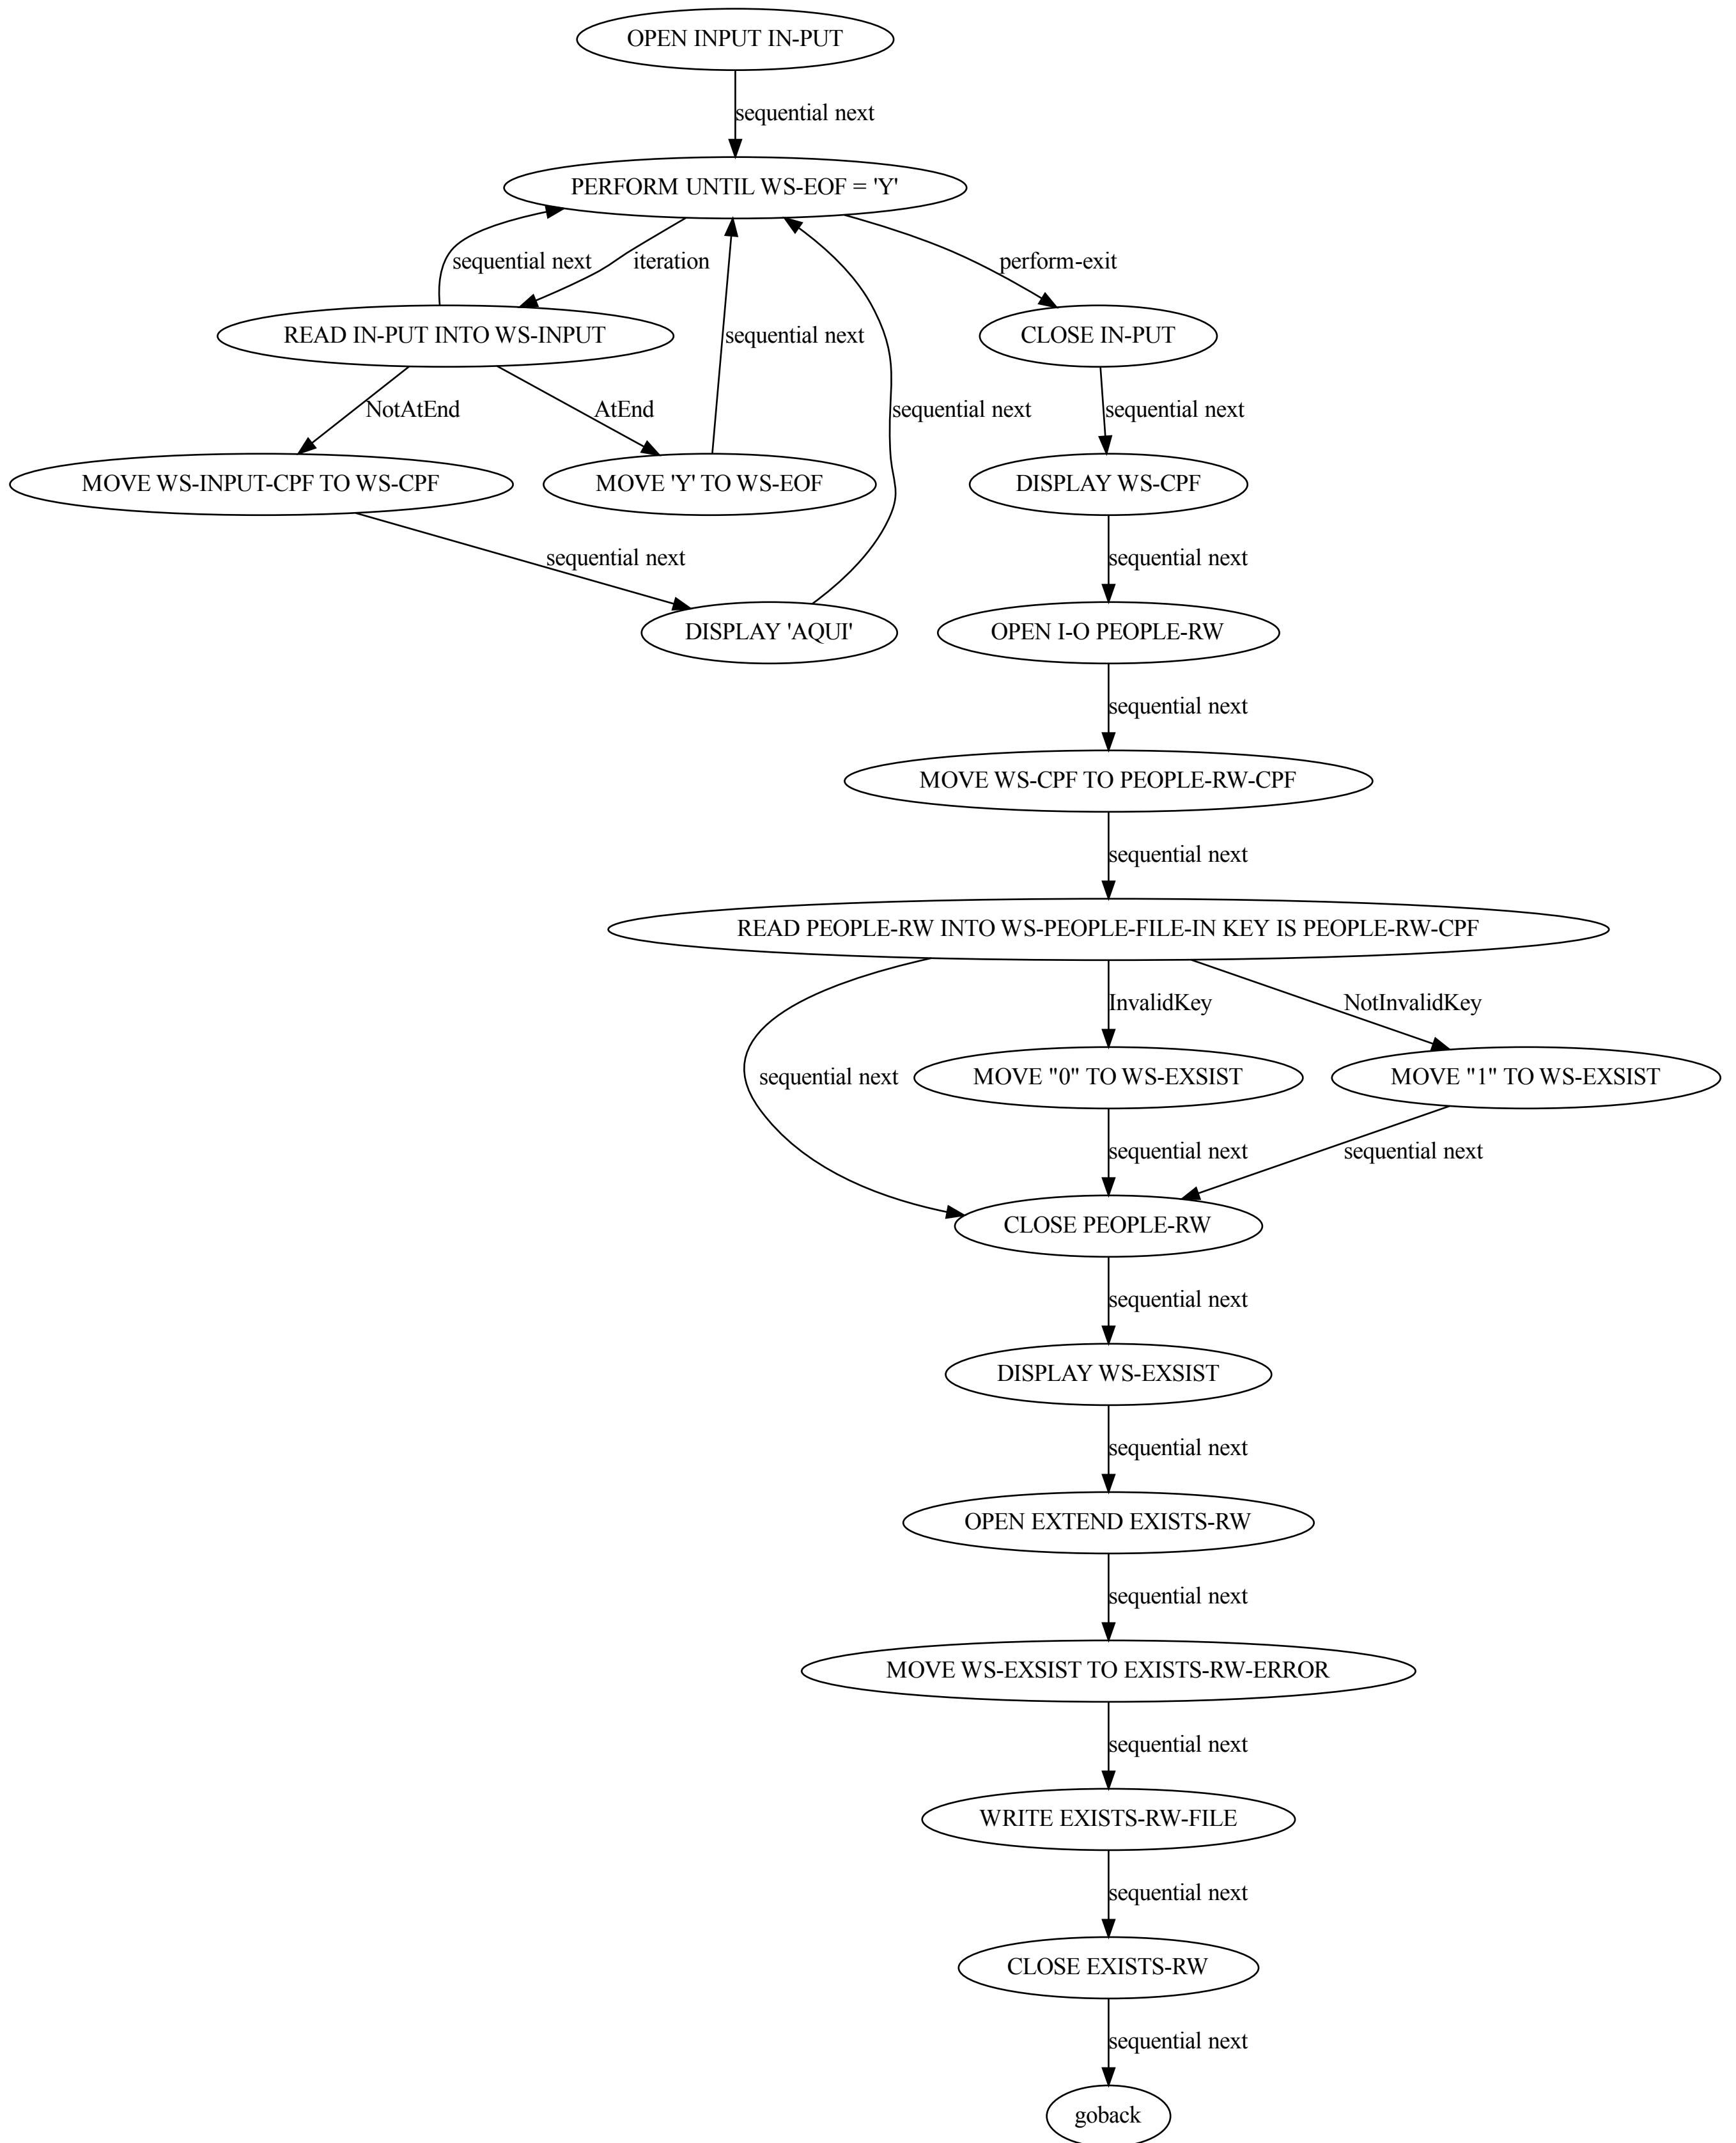 OPEN INPUT IN-PUT
sequential next
PERFORM UNTIL WS-EOF = 'Y'
sequential next
iteration
perform-exit
READ IN-PUT INTO WS-INPUT
sequential next
CLOSE IN-PUT
NotAtEnd
AtEnd
sequential next
sequential next
MOVE WS-INPUT-CPF TO WS-CPF
MOVE 'Y' TO WS-EOF
DISPLAY WS-CPF
sequential next
sequential next
DISPLAY 'AQUI'
OPEN I-O PEOPLE-RW
sequential next
MOVE WS-CPF TO PEOPLE-RW-CPF
sequential next
READ PEOPLE-RW INTO WS-PEOPLE-FILE-IN KEY IS PEOPLE-RW-CPF
InvalidKey
NotInvalidKey
sequential next
MOVE "0" TO WS-EXSIST
MOVE "1" TO WS-EXSIST
sequential next
sequential next
CLOSE PEOPLE-RW
sequential next
DISPLAY WS-EXSIST
sequential next
OPEN EXTEND EXISTS-RW
sequential next
MOVE WS-EXSIST TO EXISTS-RW-ERROR
sequential next
WRITE EXISTS-RW-FILE
sequential next
CLOSE EXISTS-RW
sequential next
goback